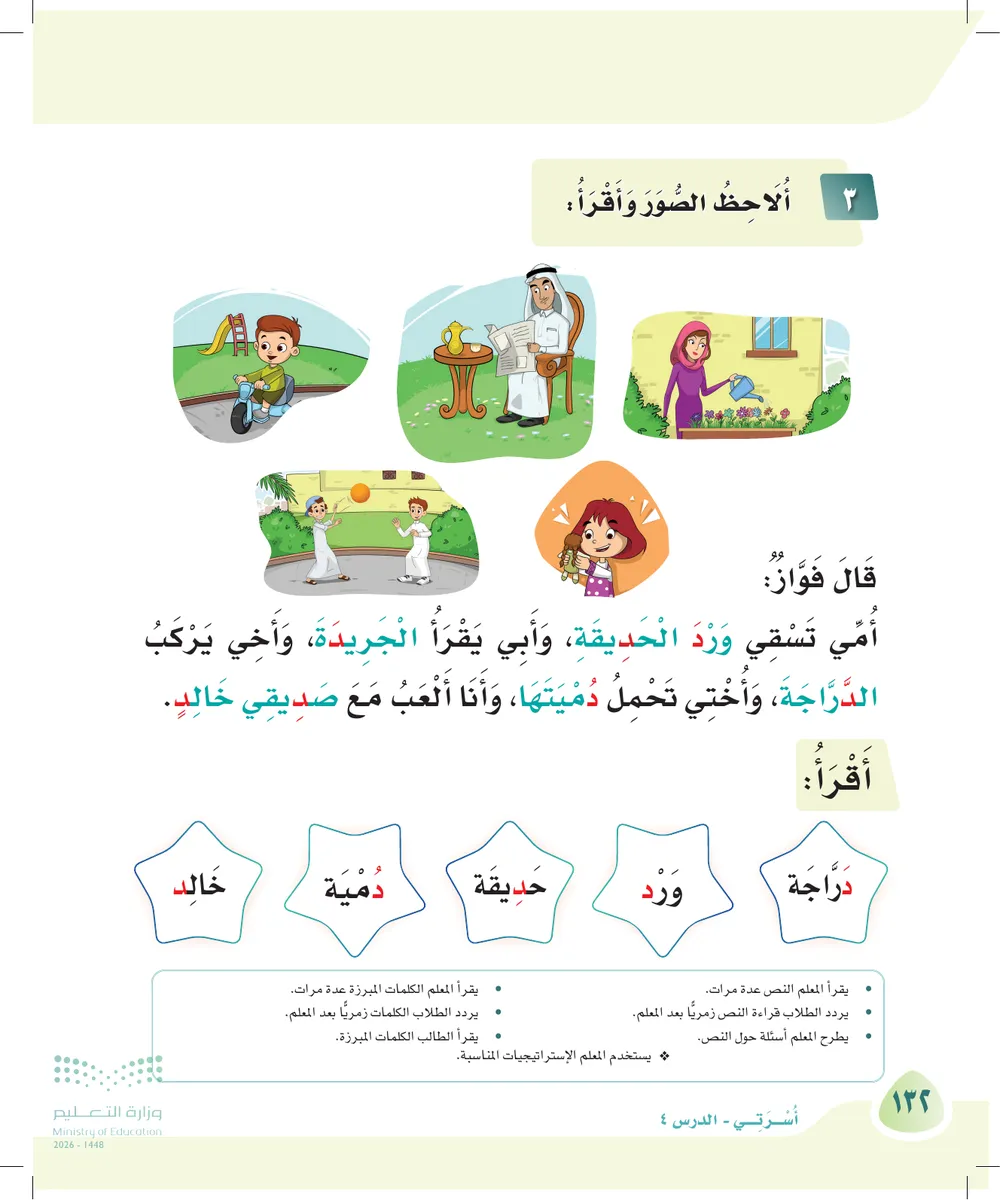 ٣
أُلَاحِظُ الصُّوَرَ وَأَقْرَأُ:
قَالَ فَوَّازٌ:
أُمِّي تَسْقِي وَرْدَ الْحَدِيقَةِ، وَأَبِي يَقْرَأُ الْجَرِيدَةَ، وَأَخِي يَرْكَبُ
الدَّرَّاجَةَ، وَأُخْتِي تَحْمِلُ دُمْيَتَهَا، وَأَنَا أَلْعَبُ مَعَ صَدِيقِي خَالِدٍ.
أَقْرَأُ:
دَرَّاجَة
وَرْد
حَدِيقَة
دُمْيَة
خَالِد
• يقرأ المعلم النص عدة مرات.
• يردد الطلاب قراءة النص زمريًّا بعد المعلم.
• يطرح المعلم أسئلة حول النص.
• يقرأ المعلم الكلمات المبرزة عدة مرات.
• يردد الطلاب الكلمات زمريًّا بعد المعلم.
• يقرأ الطالب الكلمات المبرزة.
❖ يستخدم المعلم الإستراتيجيات المناسبة.
١٣٢
أُسْـرَتِـي - الدرس ٤
وزارة التعـليم
Ministry of Education
2026 - 1448